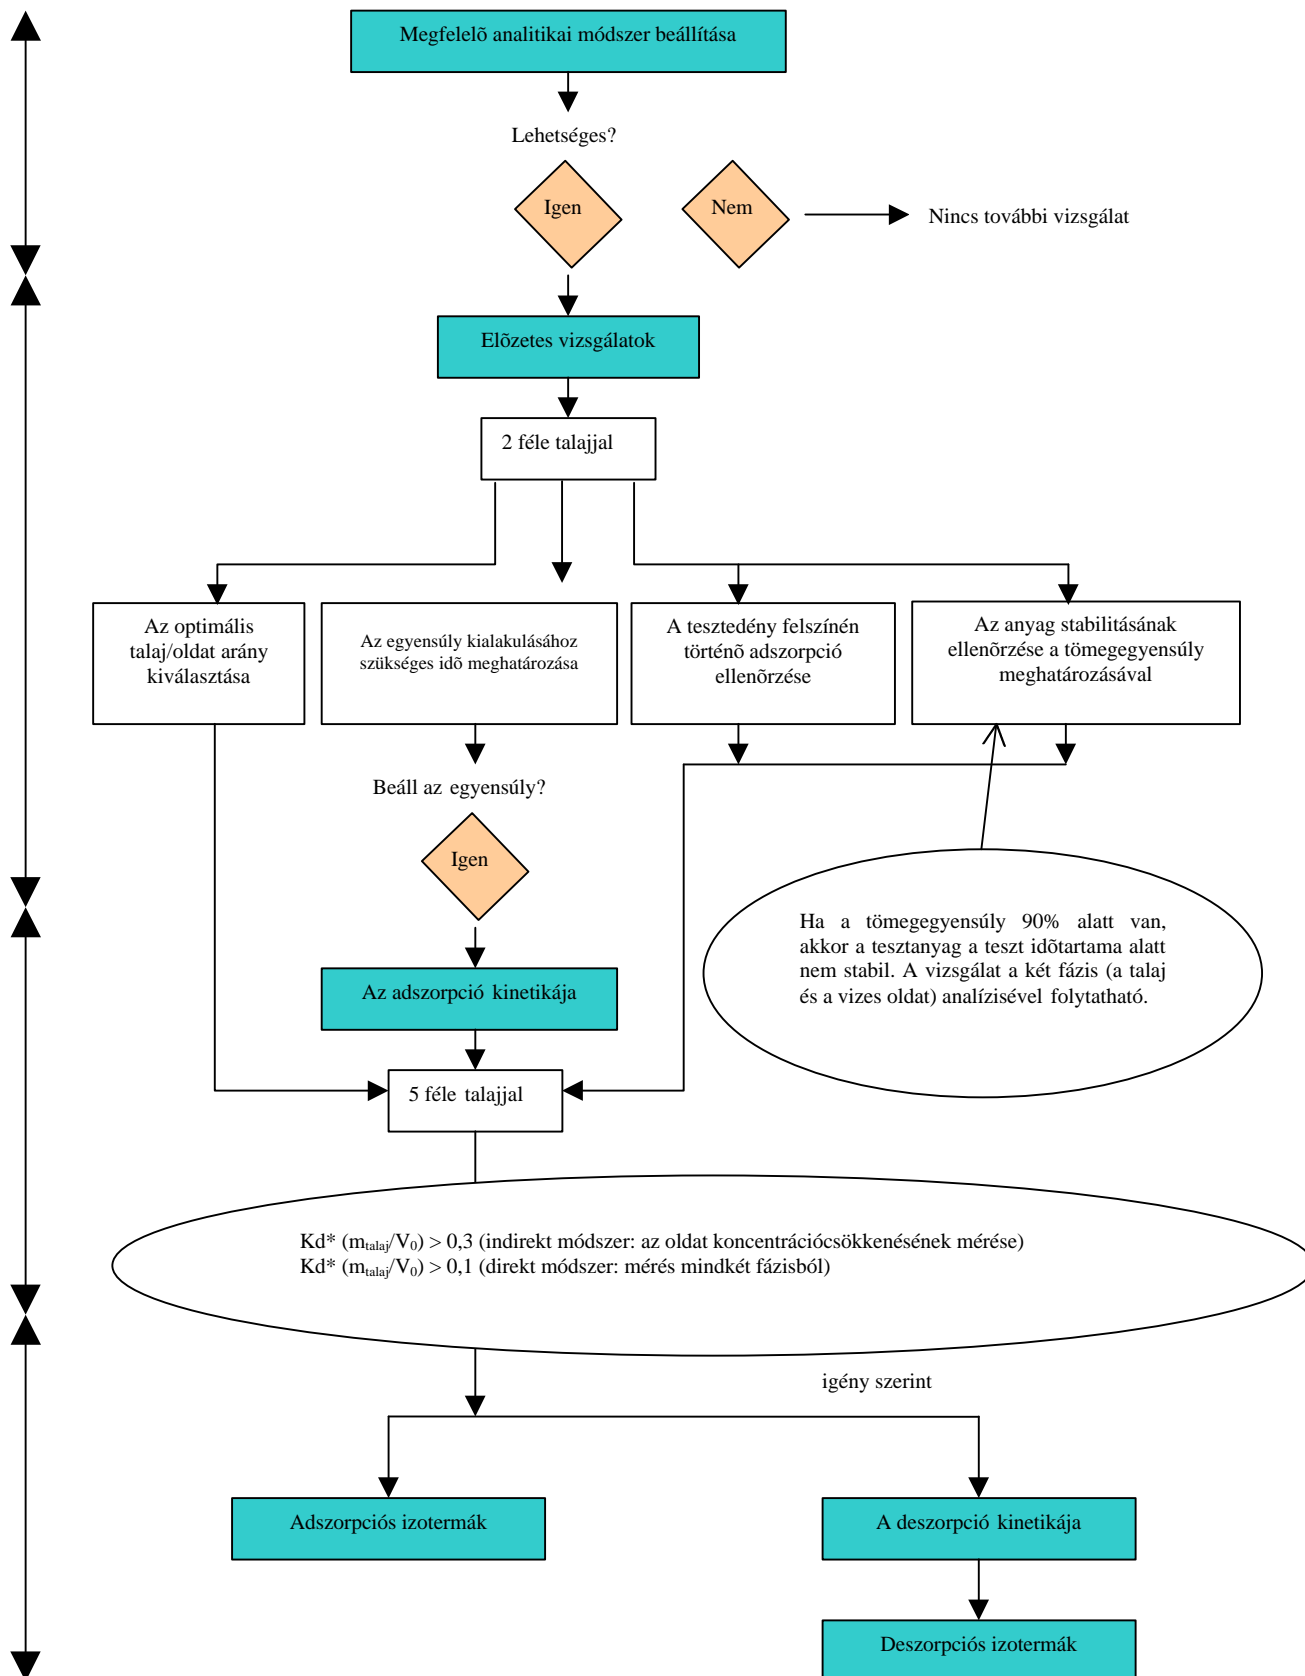 Megfelelõ analitikai módszer beállítása
Lehetséges?
Igen
Nem
Nincs további vizsgálat
Elõzetes vizsgálatok
2 féle talajjal
Az optimális
talaj/oldat arány
kiválasztása
Az egyensúly kialakulásához
szükséges idõ meghatározása
A tesztedény felszínén
történõ adszorpció
ellenõrzése
Az anyag stabilitásának
ellenõrzése a tömegegyensúly
meghatározásával
Beáll az egyensúly?
Igen
Ha a tömegegyensúly 90% alatt van,
akkor a tesztanyag a teszt idõtartama alatt
nem stabil. A vizsgálat a két fázis (a talaj
és a vizes oldat) analízisével folytatható.
Az adszorpció kinetikája
5 féle talajjal
Kd* (mtalaj/V0) > 0,3 (indirekt módszer: az oldat koncentrációcsökkenésének mérése)
Kd* (mtalaj/V0) > 0,1 (direkt módszer: mérés mindkét fázisból)
igény szerint
Adszorpciós izotermák
A deszorpció kinetikája
Deszorpciós izotermák